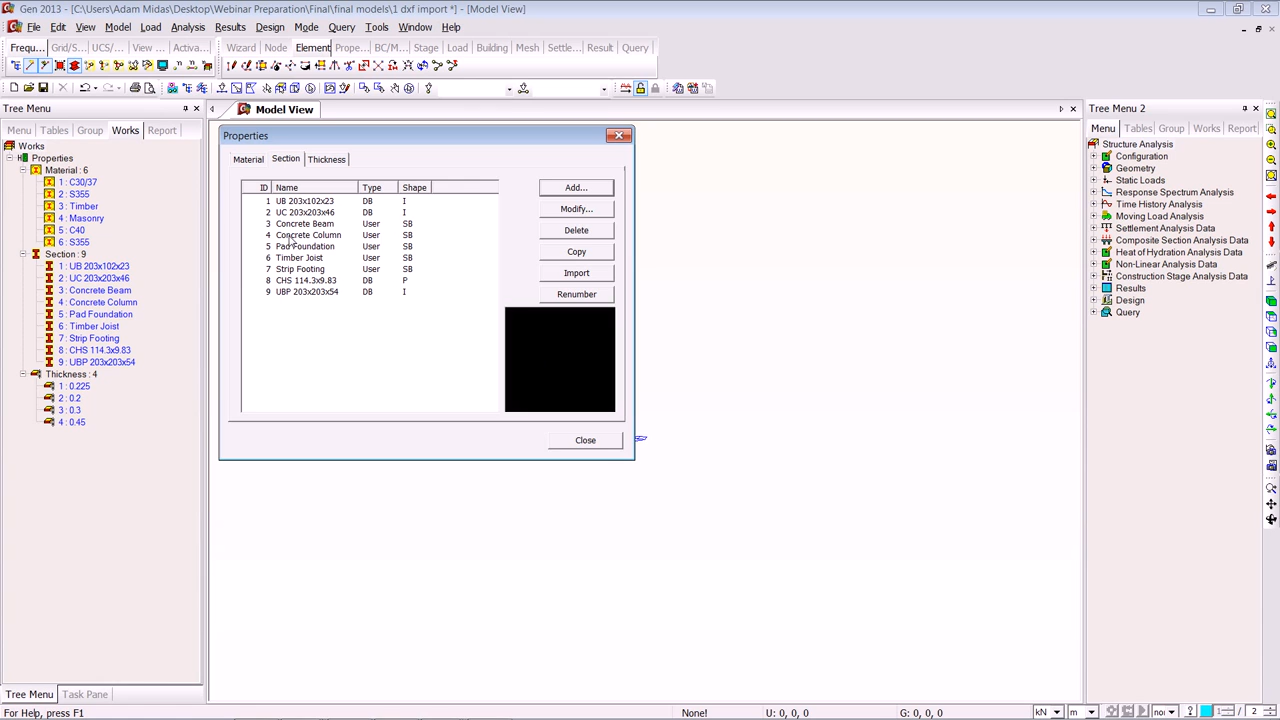 Gen 2013 - [C:\Users\Adam Midas\Desktop\Webinar Preparation\Final\final models\1 dxf import *] - [Model View]
File Edit View Model Load Analysis Results Design Mode Query Tools Window Help
Frequ... Grid/S... UCS/... View ... Activa... Wizard Node Element Prope... BC/M... Stage Load Building Mesh Settle... Result Query
Tree Menu
Menu Tables Group Works Report
Works
Properties
Material : 6
1 : C30/37
2 : S355
3 : Timber
4 : Masonry
5 : C40
6 : S355
Section : 9
1 : UB 203x102x23
2 : UC 203x203x46
3 : Concrete Beam
4 : Concrete Column
5 : Pad Foundation
6 : Timber Joist
7 : Strip Footing
8 : CHS 114.3x9.83
9 : UBP 203x203x54
Thickness : 4
1 : 0.225
2 : 0.2
3 : 0.3
4 : 0.45
Tree Menu Task Pane
Model View
Properties
Material Section Thickness
ID Name Type Shape
1 UB 203x102x23 DB I
2 UC 203x203x46 DB I
3 Concrete Beam User SB
4 Concrete Column User SB
5 Pad Foundation User SB
6 Timber Joist User SB
7 Strip Footing User SB
8 CHS 114.3x9.83 DB P
9 UBP 203x203x54 DB I
Add...
Modify...
Delete
Copy
Import
Renumber
Close
Tree Menu 2
Menu Tables Group Works Report
Structure Analysis
Configuration
Geometry
Static Loads
Response Spectrum Analysis
Time History Analysis
Moving Load Analysis
Settlement Analysis Data
Composite Section Analysis Data
Heat of Hydration Analysis Data
Non-Linear Analysis Data
Construction Stage Analysis Data
Results
Design
Query
For Help, press F1
None! U: 0, 0, 0 G: 0, 0, 0 kN m nor / 2